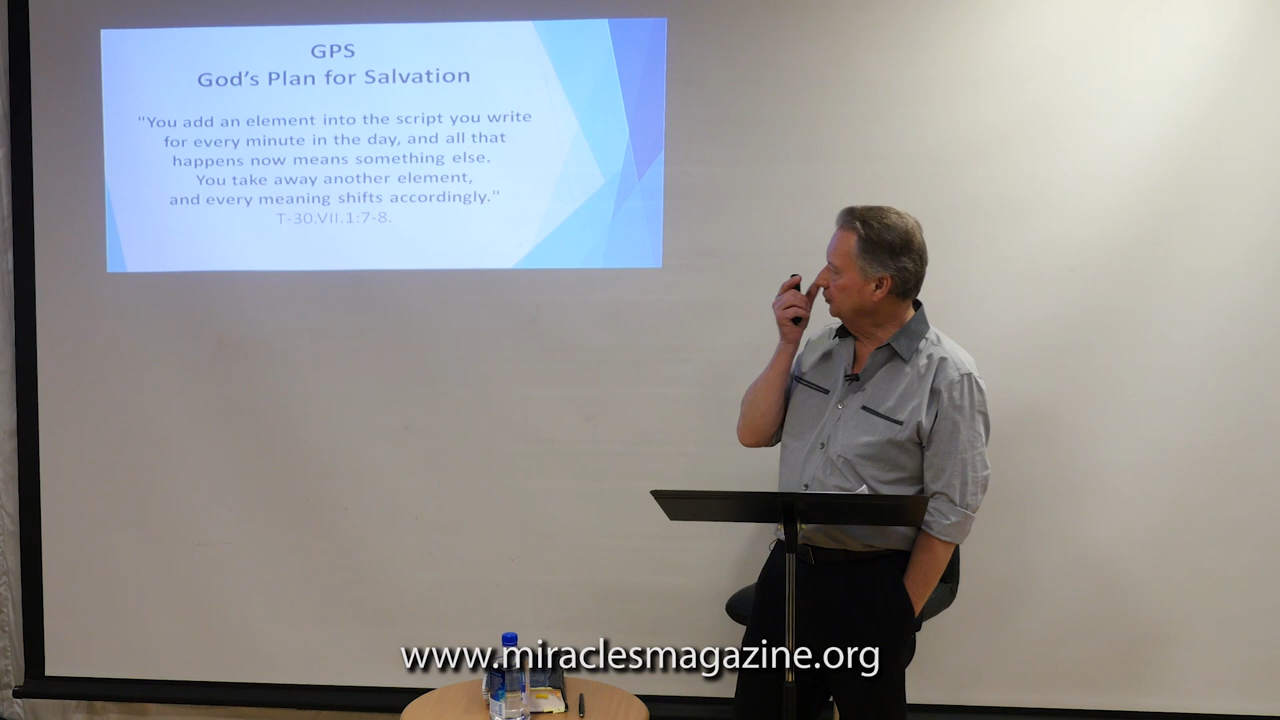 GPS
God's Plan for Salvation
"You add an element into the script you write
for every minute in the day, and all that
happens now means something else.
You take away another element,
and every meaning shifts accordingly."
T-30.VII.1:7-8.
www.miraclesmagazine.org